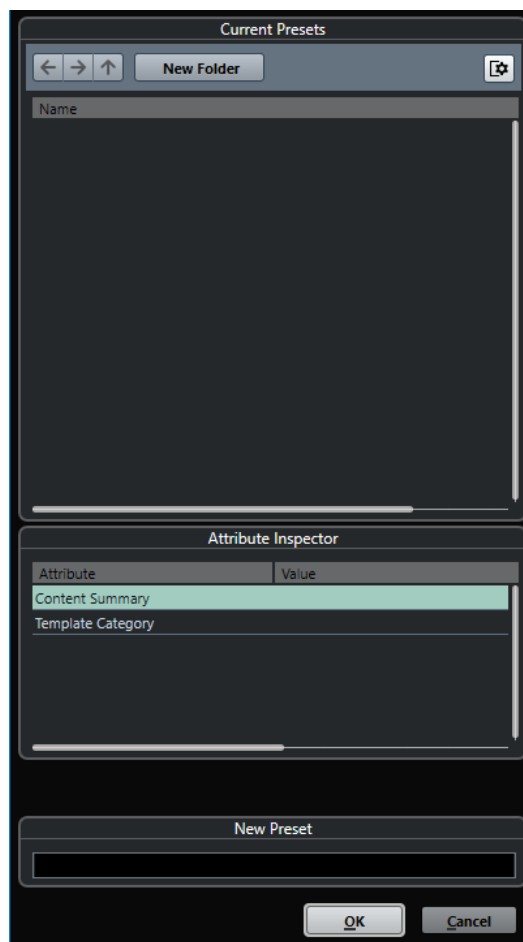 Current Presets
New Folder
Name
Attribute Inspector
Attribute Value
Content Summary
Template Category
New Preset
OK Cancel